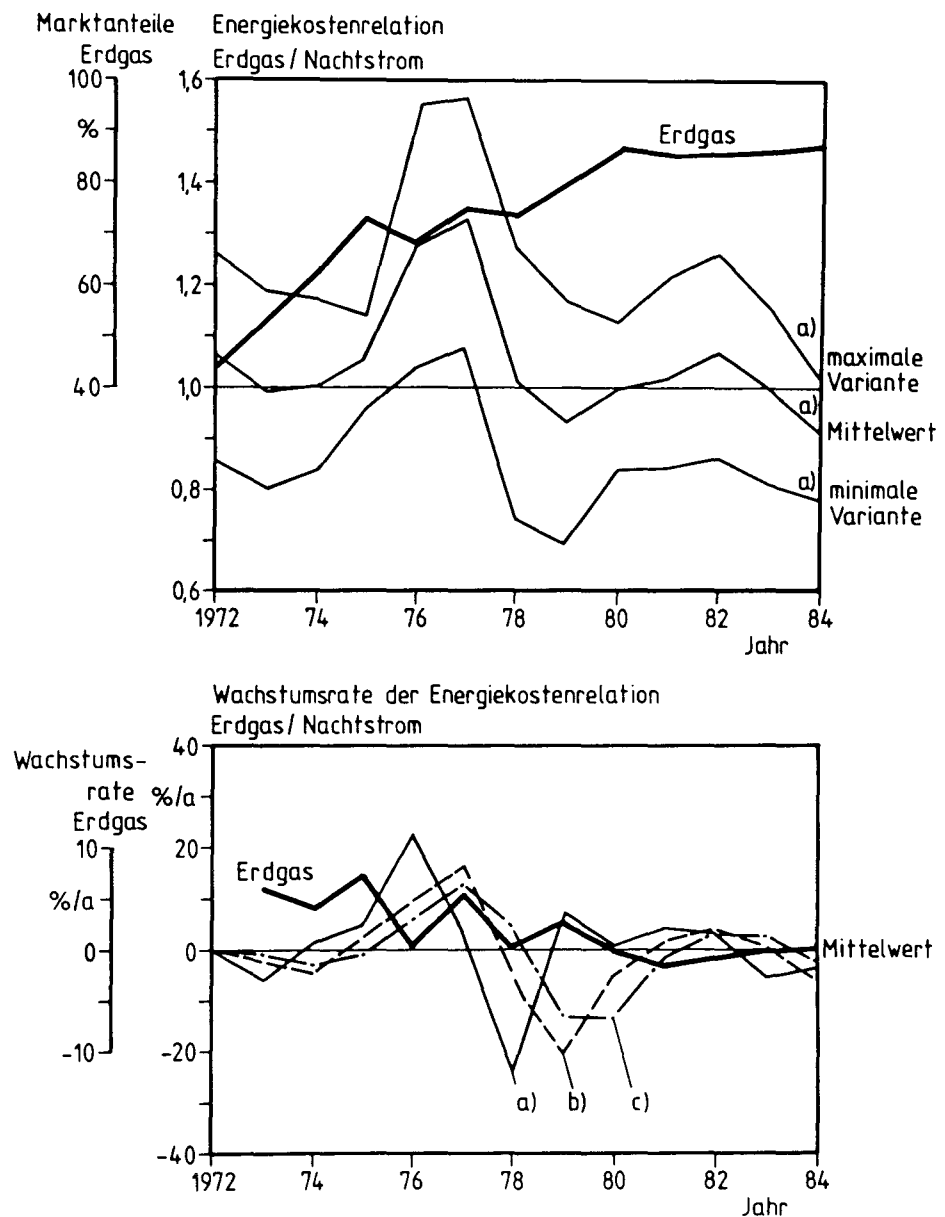 Marktanteile
Erdgas
Energiekostenrelation
Erdgas / Nachtstrom
100
%
80
60
40
1,6
1,4
1,2
1,0
0,8
0,6
Erdgas
a)
maximale
Variante
a)
Mittelwert
a)
minimale
Variante
1972 74 76 78 80 82 84
Jahr
Wachstumsrate der Energiekostenrelation
Erdgas / Nachtstrom
Wachstums-
rate
Erdgas
%/a
10
%/a
0
-10
40
20
0
-20
-40
Erdgas
Mittelwert
a) b) c)
1972 74 76 78 80 82 84
Jahr